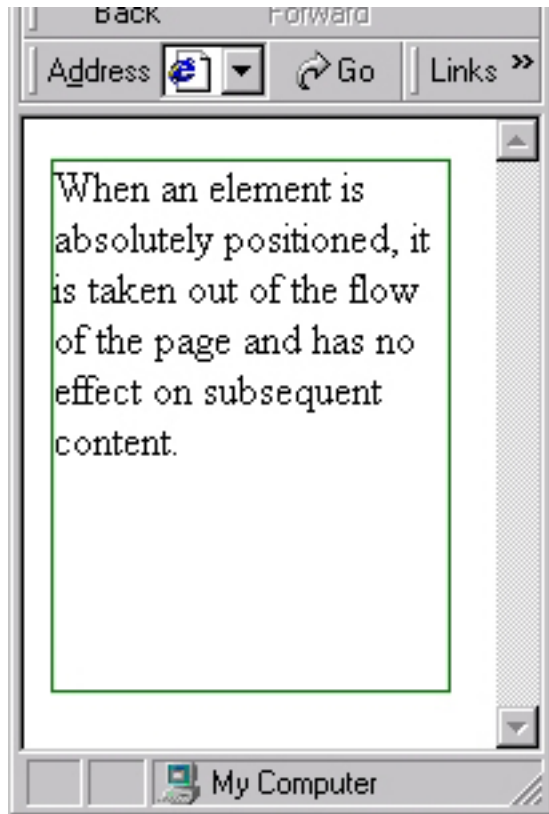 Back Forward
Address Go Links »
When an element is
absolutely positioned, it
is taken out of the flow
of the page and has no
effect on subsequent
content.
My Computer